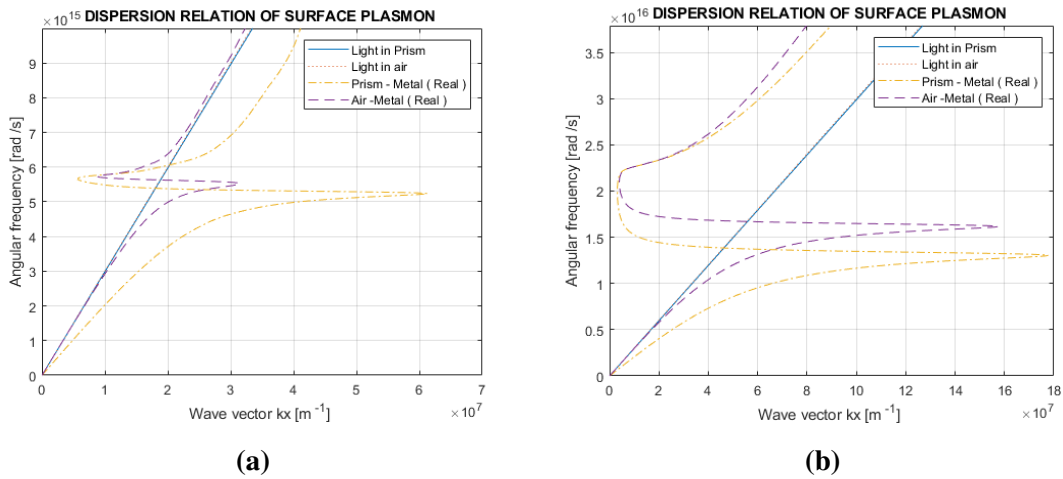 × 10^15 DISPERSION RELATION OF SURFACE PLASMON
Light in Prism
Light in air
Prism - Metal ( Real )
Air -Metal ( Real )
9
8
7
6
5
4
3
2
1
0
Angular frequency [rad /s]
0 1 2 3 4 5 6 7
Wave vector kx [m^-1] × 10^7
(a)
× 10^16 DISPERSION RELATION OF SURFACE PLASMON
Light in Prism
Light in air
Prism - Metal ( Real )
Air -Metal ( Real )
3.5
3
2.5
2
1.5
1
0.5
0
Angular frequency [rad /s]
0 2 4 6 8 10 12 14 16 18
Wave vector kx [m^-1] × 10^7
(b)